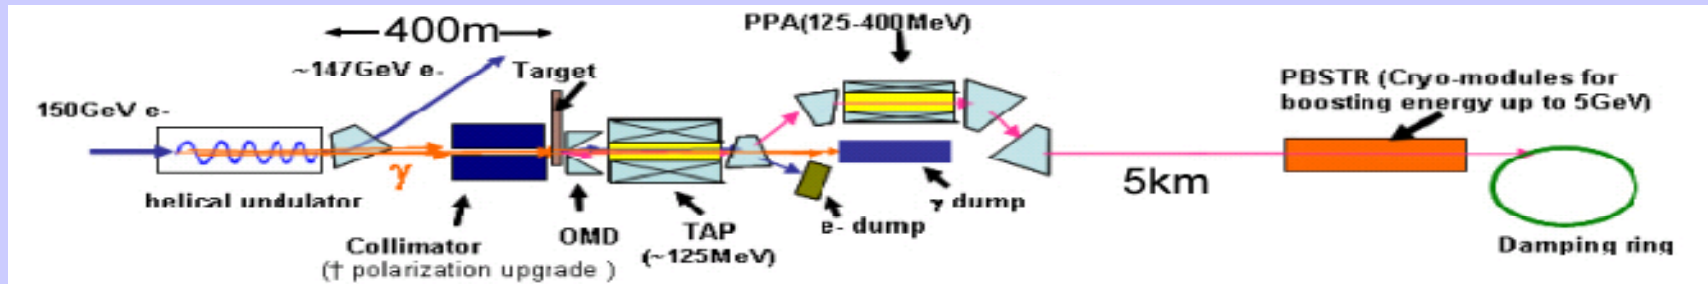 400m
PPA(125-400MeV)
~147GeV e-
Target
PBSTR (Cryo-modules for
boosting energy up to 5GeV)
150GeV e-
γ
5km
helical undulator
γ dump
e- dump
OMD
TAP
(~125MeV)
Collimator
(† polarization upgrade )
Damping ring